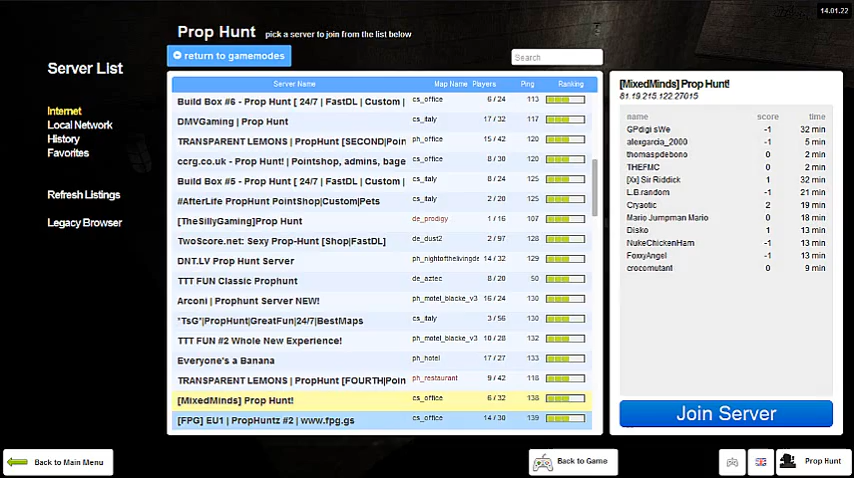 14.01.22
Prop Hunt pick a server to join from the list below
return to gamemodes
Search
Server List
Internet
Local Network
History
Favorites
Refresh Listings
Legacy Browser
Server Name Map Name Players Ping Ranking
Build Box #6 - Prop Hunt [ 24/7 | FastDL | Custom | cs_office 6 / 24 113
DMVGaming | Prop Hunt cs_italy 17 / 32 117
TRANSPARENT LEMONS | PropHunt [SECOND|Poin ph_office 15 / 42 120
ccrg.co.uk - Prop Hunt! | Pointshop, admins, bage cs_office 8 / 30 120
Build Box #5 - Prop Hunt [ 24/7 | FastDL | Custom | cs_italy 8 / 24 125
#AfterLife PropHunt PointShop|Custom|Pets cs_italy 2 / 20 125
[TheSillyGaming]Prop Hunt de_prodigy 1 / 16 107
TwoScore.net: Sexy Prop-Hunt [Shop|FastDL] de_dust2 2 / 97 128
DNT.LV Prop Hunt Server ph_nightofthelivingde 14 / 32 129
TTT FUN Classic Prophunt de_aztec 8 / 20 50
Arconi | Prophunt Server NEW! ph_motel_blacke_v3 16 / 24 130
*TsG*|PropHunt|GreatFun|24/7|BestMaps cs_italy 3 / 56 130
TTT FUN #2 Whole New Experience! ph_motel_blacke_v3 10 / 28 132
Everyone's a Banana ph_hotel 17 / 27 133
TRANSPARENT LEMONS | PropHunt [FOURTH|Point ph_restaurant 9 / 42 118
[MixedMinds] Prop Hunt! cs_office 6 / 32 138
[FPG] EU1 | PropHuntz #2 | www.fpg.gs cs_office 14 / 30 139
[MixedMinds] Prop Hunt!
81.19.215.122:27015
name score time
GPdigi sWe -1 32 min
alexgarcia_2000 -1 5 min
thomaspdebono 0 2 min
THEFMC 0 2 min
[Xx] Sir Riddick 1 32 min
L.B.random -1 21 min
Cryaotic 2 19 min
Mario Jumpman Mario 0 18 min
Disko 1 13 min
NukeChickenHam -1 13 min
FoxyAngel -1 13 min
crocomutant 0 9 min
Join Server
Back to Main Menu
Back to Game
Prop Hunt